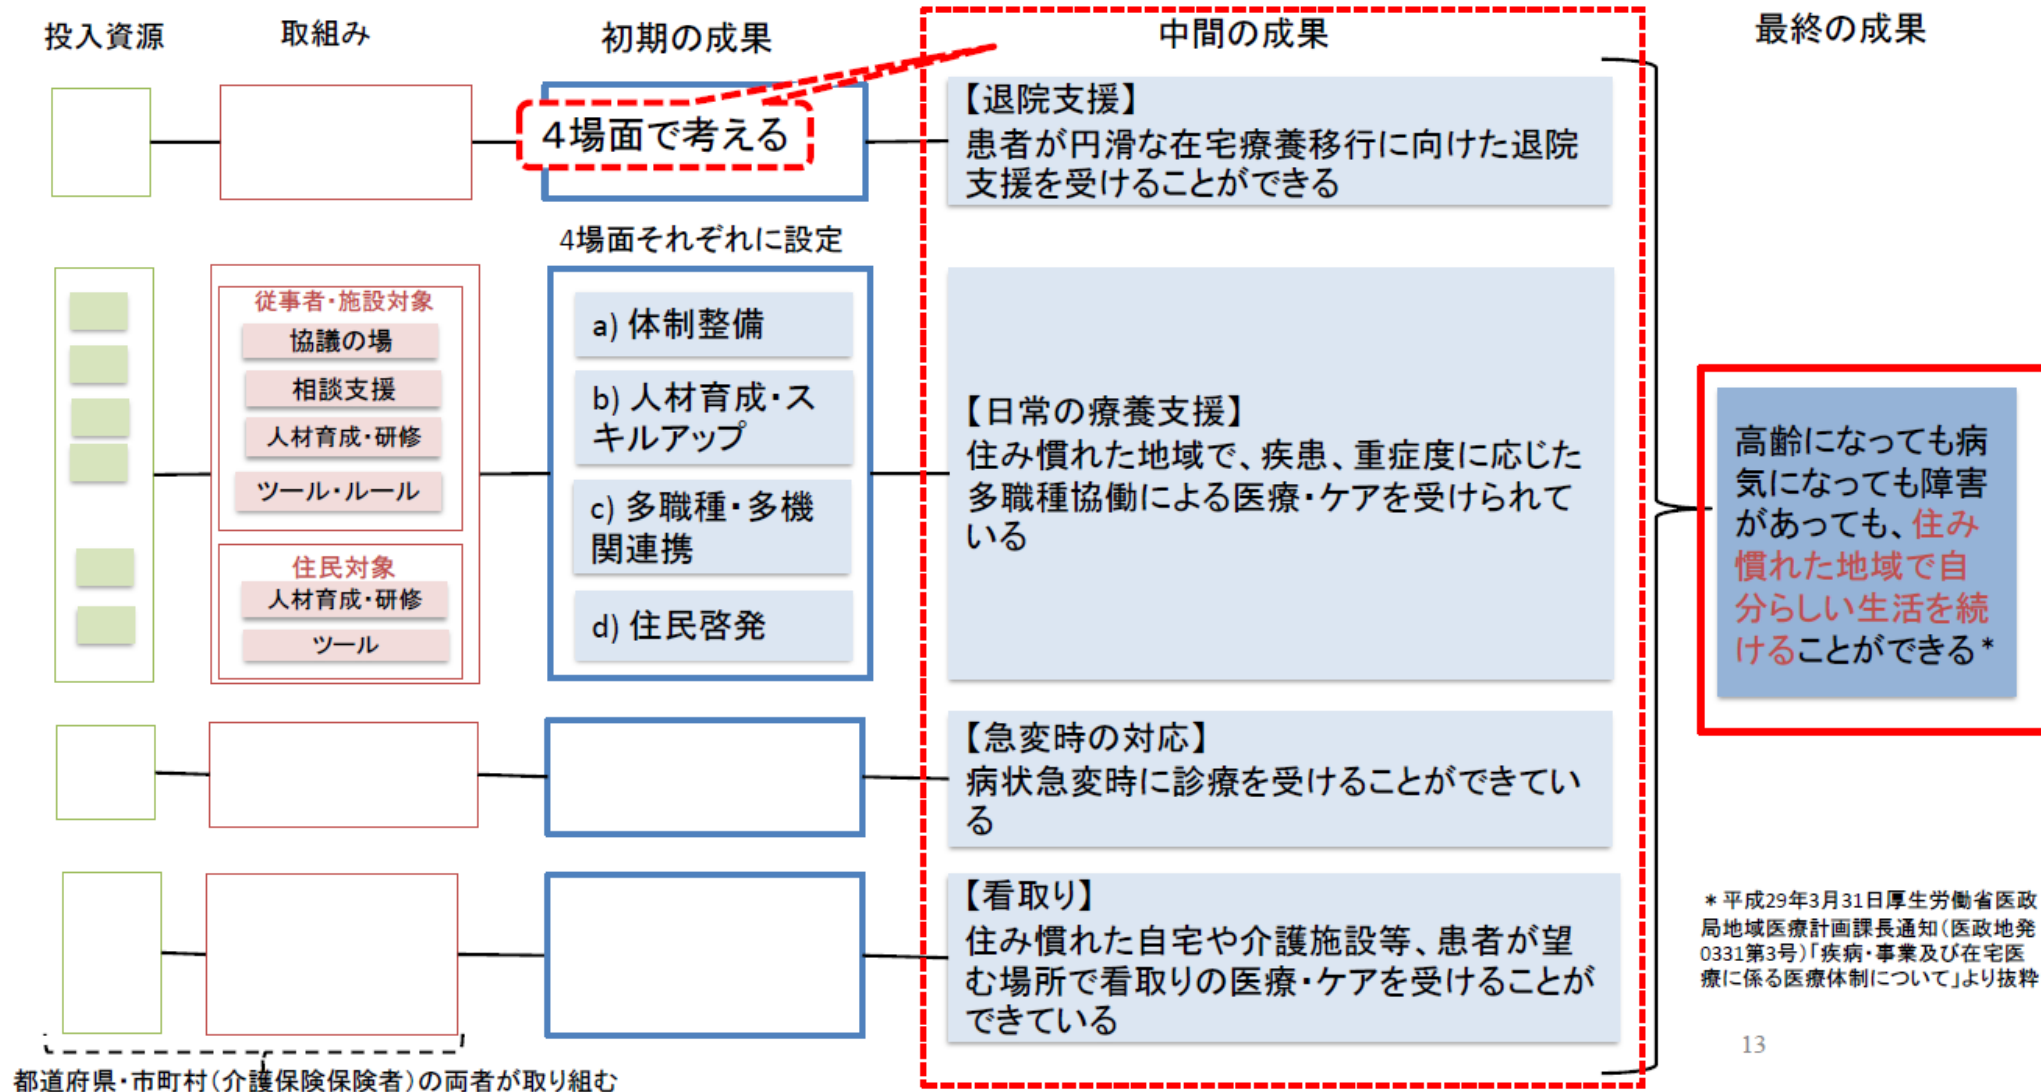 投入資源
取組み
初期の成果
中間の成果
最終の成果
4場面で考える
【退院支援】
患者が円滑な在宅療養移行に向けた退院
支援を受けることができる
4場面それぞれに設定
従事者・施設対象
協議の場
相談支援
人材育成・研修
ツール・ルール
住民対象
人材育成・研修
ツール
a) 体制整備
b) 人材育成・ス
キルアップ
c) 多職種・多機
関連携
d) 住民啓発
【日常の療養支援】
住み慣れた地域で、疾患、重症度に応じた
多職種協働による医療・ケアを受けられて
いる
【急変時の対応】
病状急変時に診療を受けることができてい
る
【看取り】
住み慣れた自宅や介護施設等、患者が望
む場所で看取りの医療・ケアを受けることが
できている
高齢になっても病
気になっても障害
があっても、住み
慣れた地域で自
分らしい生活を続
けることができる*
*平成29年3月31日厚生労働省医政
局地域医療計画課長通知(医政地発
0331第3号)「疾病・事業及び在宅医
療に係る医療体制について」より抜粋
13
都道府県・市町村(介護保険保険者)の両者が取り組む